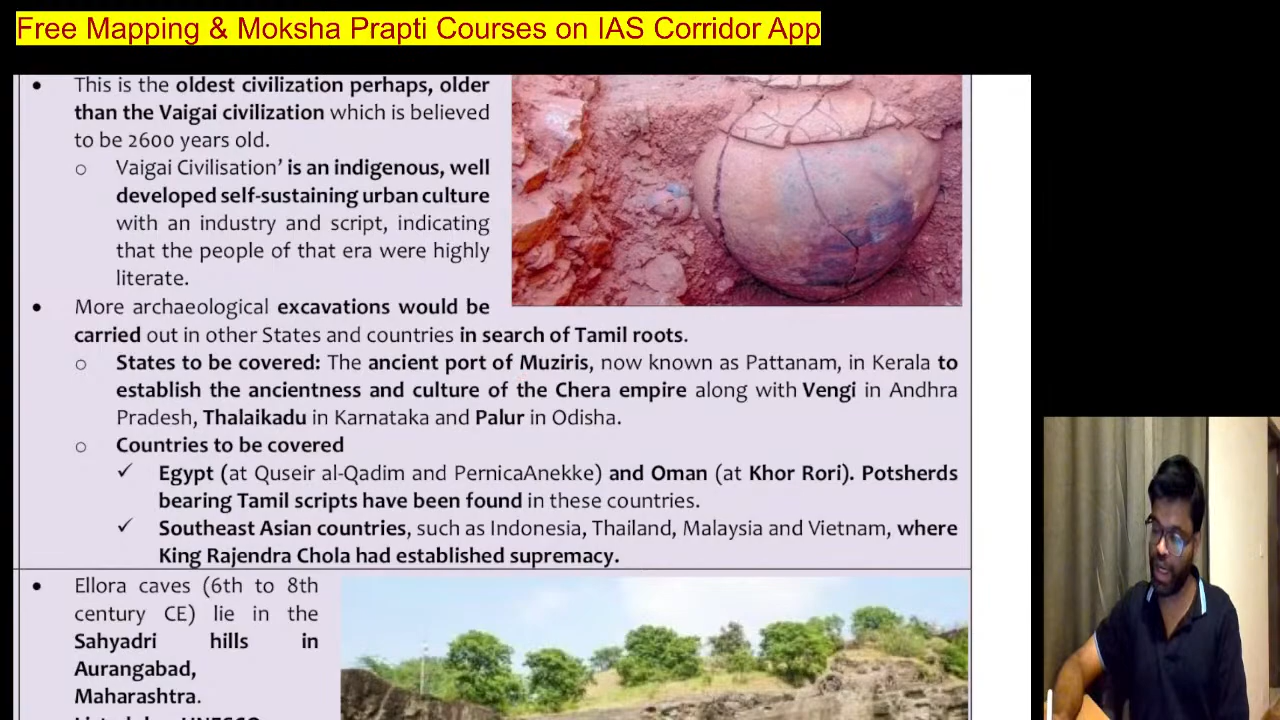 Free Mapping & Moksha Prapti Courses on IAS Corridor App
• This is the oldest civilization perhaps, older
than the Vaigai civilization which is believed
to be 2600 years old.
o Vaigai Civilisation’ is an indigenous, well
developed self-sustaining urban culture
with an industry and script, indicating
that the people of that era were highly
literate.
• More archaeological excavations would be
carried out in other States and countries in search of Tamil roots.
o States to be covered: The ancient port of Muziris, now known as Pattanam, in Kerala to
establish the ancientness and culture of the Chera empire along with Vengi in Andhra
Pradesh, Thalaikadu in Karnataka and Palur in Odisha.
o Countries to be covered
✓ Egypt (at Quseir al-Qadim and PernicaAnekke) and Oman (at Khor Rori). Potsherds
bearing Tamil scripts have been found in these countries.
✓ Southeast Asian countries, such as Indonesia, Thailand, Malaysia and Vietnam, where
King Rajendra Chola had established supremacy.
• Ellora caves (6th to 8th
century CE) lie in the
Sahyadri hills in
Aurangabad,
Maharashtra.